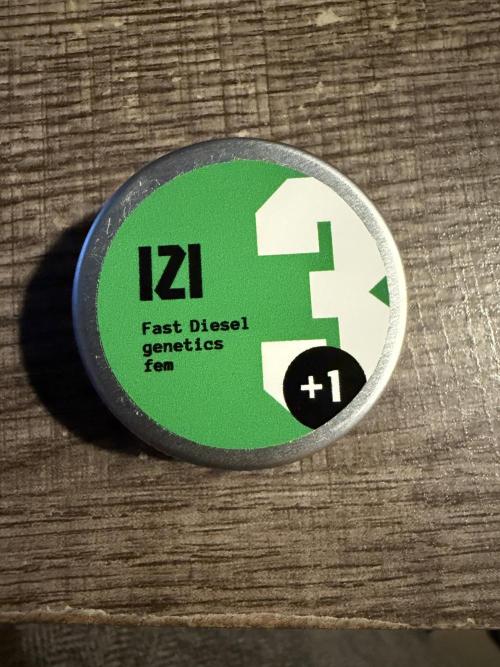 IZI
Fast Diesel
genetics
fem
3
+1